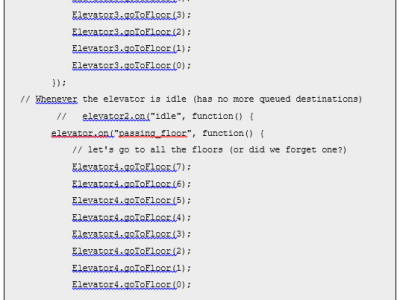 Elevator3.goToFloor(3);
Elevator3.goToFloor(2);
Elevator3.goToFloor(1);
Elevator3.goToFloor(0);
});
// Whenever the elevator is idle (has no more queued destinations)
// elevator2.on("idle", function() {
elevator.on("passing_floor", function() {
// let's go to all the floors (or did we forget one?)
Elevator4.goToFloor(7);
Elevator4.goToFloor(6);
Elevator4.goToFloor(5);
Elevator4.goToFloor(4);
Elevator4.goToFloor(3);
Elevator4.goToFloor(2);
Elevator4.goToFloor(1);
Elevator4.goToFloor(0);